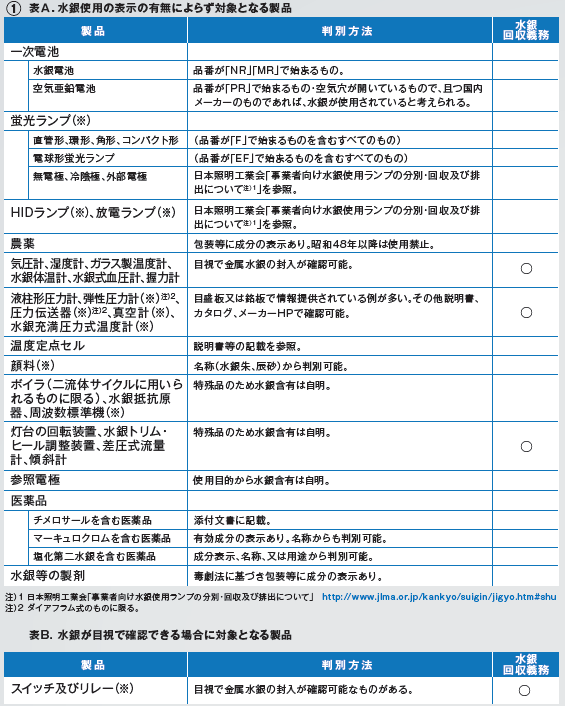 ① 表A. 水銀使用の表示の有無によらず対象となる製品
製品 判別方法 水銀
回収義務
一次電池
水銀電池 品番が「NR」「MR」で始まるもの。
空気亜鉛電池 品番が「PR」で始まるもの・空気穴が開いているもので、且つ国内
メーカーのものであれば、水銀が使用されていると考えられる。
蛍光ランプ(※)
直管形、環形、角形、コンパクト形 (品番が「F」で始まるものを含むすべてのもの)
電球形蛍光ランプ (品番が「EF」で始まるものを含むすべてのもの)
無電極、冷陰極、外部電極 日本照明工業会「事業者向け水銀使用ランプの分別・回収及び排
出について注)1」を参照。
HIDランプ(※)、放電ランプ(※) 日本照明工業会「事業者向け水銀使用ランプの分別・回収及び排
出について注)1」を参照。
農薬 包装等に成分の表示あり。昭和48年以降は使用禁止。
気圧計、湿度計、ガラス製温度計、 目視で金属水銀の封入が確認可能。 ○
水銀体温計、水銀式血圧計、握力計
液柱形圧力計、弾性圧力計(※)注)2、 目盛板又は銘板で情報提供されている例が多い。その他説明書、
圧力伝送器(※)注)2、真空計(※)、 カタログ、メーカーHPで確認可能。 ○
水銀充満圧力式温度計(※)
温度定点セル 説明書等の記載を参照。
顔料(※) 名称(水銀朱、辰砂)から判別可能。
ボイラ(二流体サイクルに用いら 特殊品のため水銀含有は自明。
れるものに限る)、水銀抵抗原
器、周波数標準機(※)
灯台の回転装置、水銀トリム・ 特殊品のため水銀含有は自明。
ヒール調整装置、差圧式流量 ○
計、傾斜計
参照電極 使用目的から水銀含有は自明。
医薬品
チメロサールを含む医薬品 添付文書に記載。
マーキュロクロムを含む医薬品 有効成分の表示あり。名称からも判別可能。
塩化第二水銀を含む医薬品 成分表示、名称、又は用途から判別可能。
水銀等の製剤 毒劇法に基づき包装等に成分の表示あり。
注)1 日本照明工業会「事業者向け水銀使用ランプの分別・回収及び排出について」 http://www.jlma.or.jp/kankyo/suigin/jigyo.htm#shu
注)2 ダイアフラム式のものに限る。
表B. 水銀が目視で確認できる場合に対象となる製品
製品 判別方法 水銀
回収義務
スイッチ及びリレー(※) 目視で金属水銀の封入が確認可能なものがある。 ○